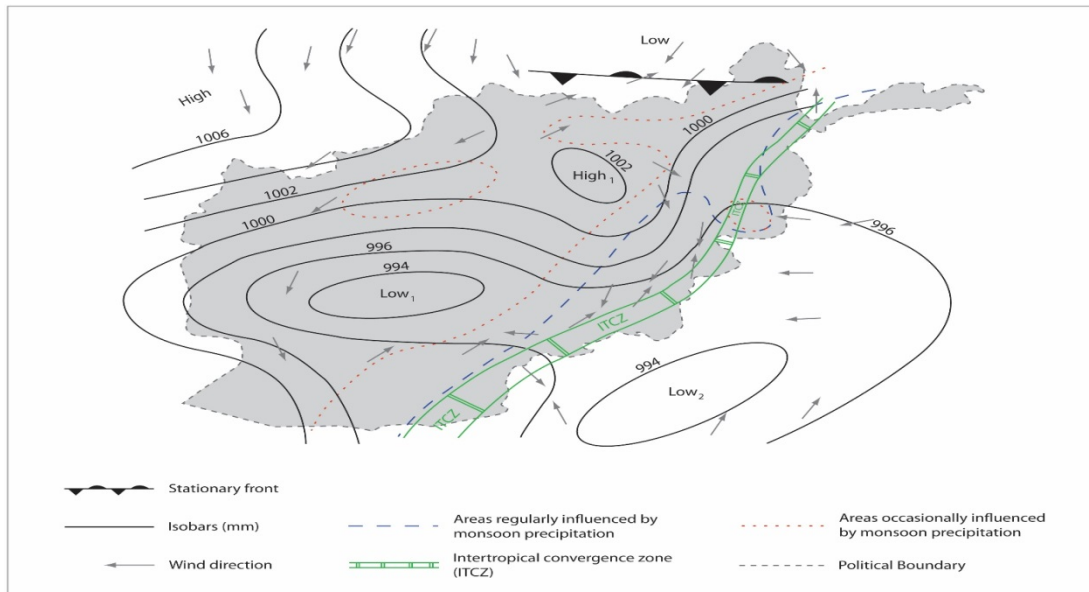 Low
High
1006
1000
1002
High1
1002
1000
ITCZ
996
996
994
Low1
ITCZ
994
Low2
ITCZ
Stationary front
Isobars (mm)
Areas regularly influenced by
monsoon precipitation
Areas occasionally influenced
by monsoon precipitation
Wind direction
Intertropical convergence zone
(ITCZ)
Political Boundary